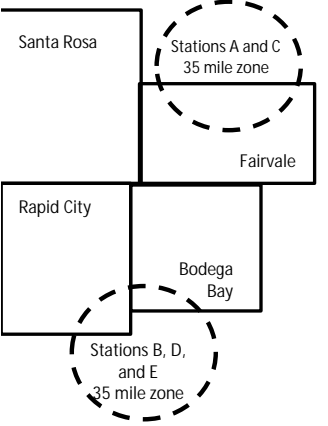 Santa Rosa
Stations A and C
35 mile zone
Fairvale
Rapid City
Bodega
Bay
Stations B, D,
and E
35 mile zone